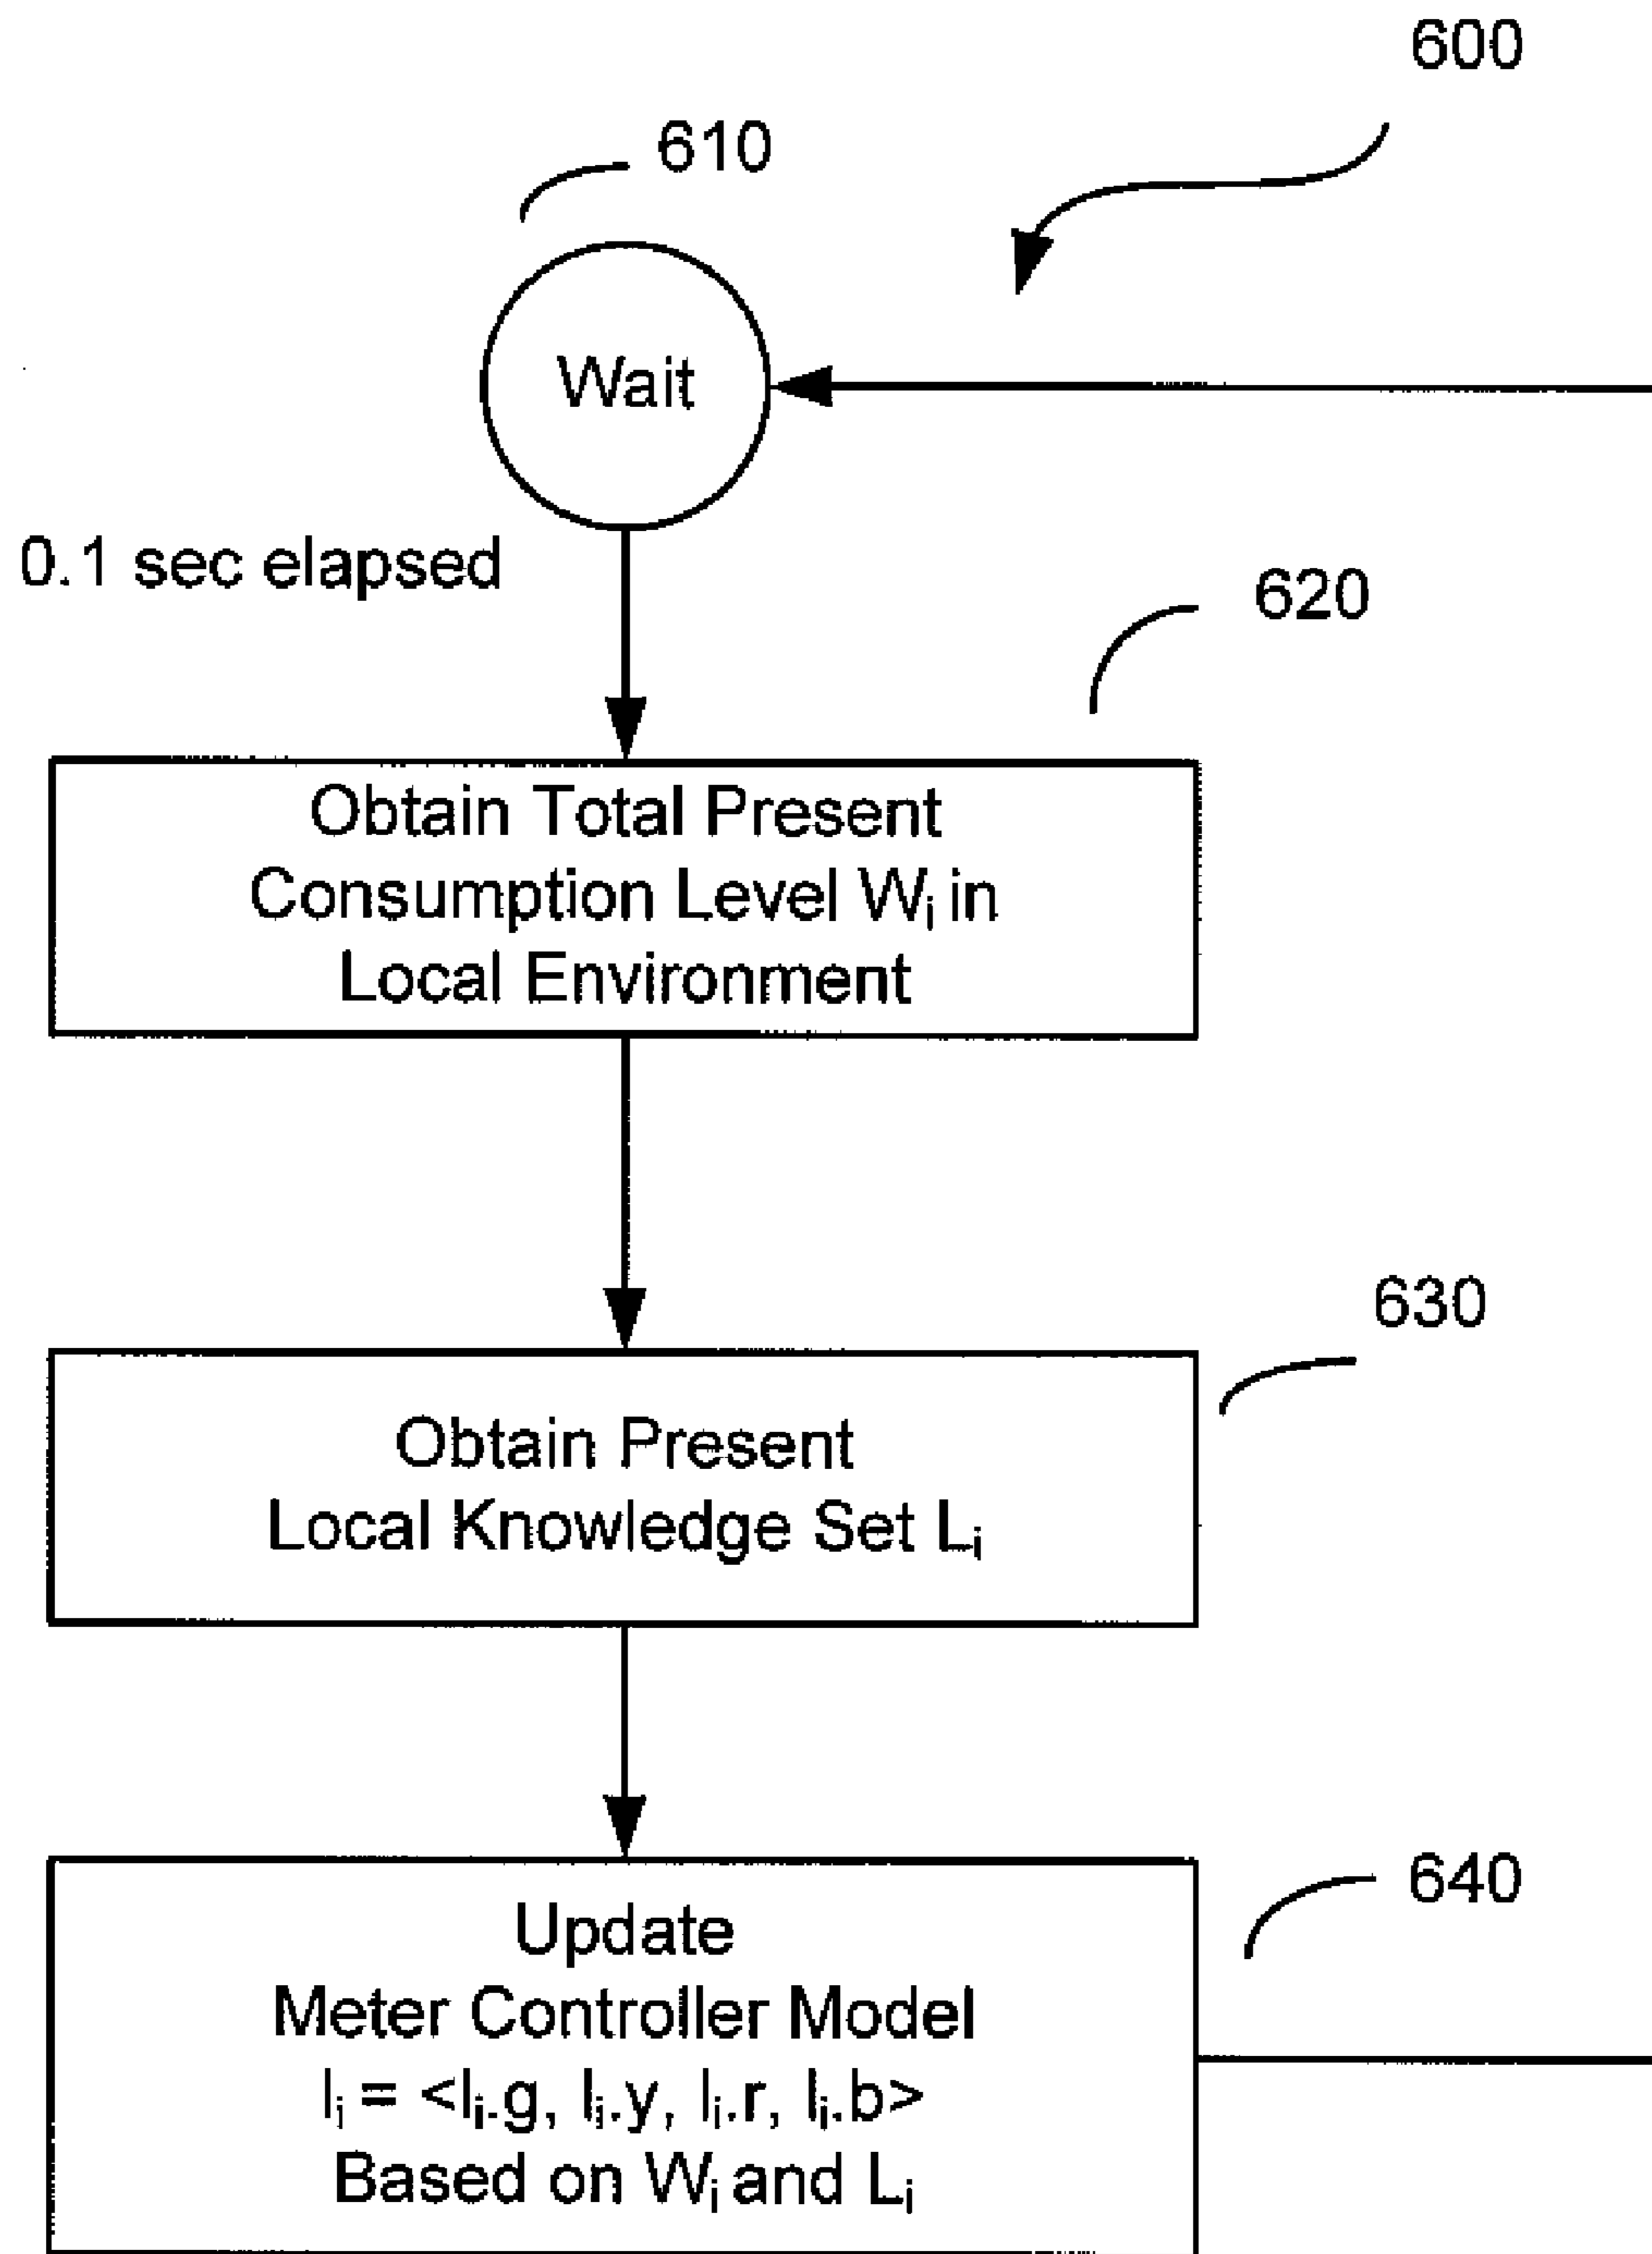 600
610
Wait
0.1 sec elapsed
620
Obtain Total Present
Consumption Level Wᵢ in
Local Environment
630
Obtain Present
Local Knowledge Set Lᵢ
640
Update
Meter Controller Model
lᵢ = <lᵢ.g, lᵢ.y, lᵢ.r, lᵢ.b>
Based on Wᵢ and Lᵢ